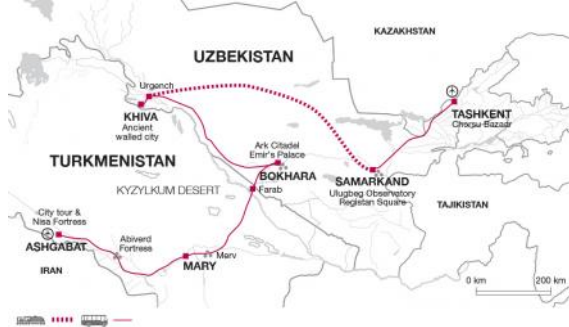 KAZAKHSTAN
UZBEKISTAN
Urgench
KHIVA
Ancient
walled city
TASHKENT
Chorsu Bazaar
Ark Citadel
Emir's Palace
BOKHARA
TURKMENISTAN
KYZYLKUM DESERT
Farab
SAMARKAND
Ulugbeg Observatory
Registan Square
TAJIKISTAN
City tour &
Nisa Fortress
ASHGABAT
Abiverd
Fortress
MARY
Merv
IRAN
0 km
200 km